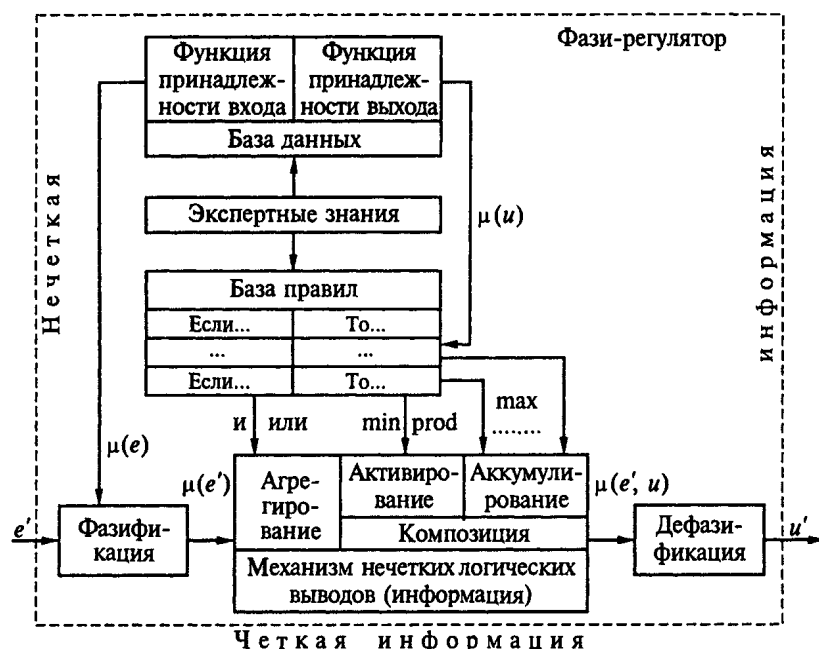 Фази-регулятор
Функция
принадлеж-
ности входа
Функция
принадлеж-
ности выхода
База данных
Экспертные знания
μ(u)
База правил
Если...
То...
...
...
Если...
То...
и или
min prod
max
........
μ(e)
μ(e')
Агре-
гирование
Активиро-
вание
Аккумули-
рование
Композиция
Механизм нечетких логических
выводов (информация)
μ(e', u)
e'
Фазифи-
кация
Дефази-
фикация
u'
Нечеткая
информация
Четкая информация